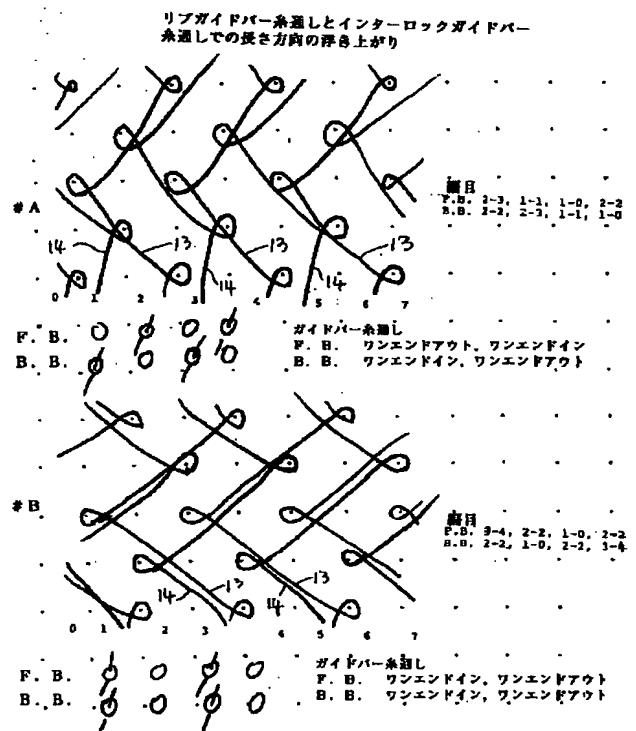 リブガイドバー糸通しとインターロックガイドバー
糸通しでの長さ方向の浮き上がり
#A
編目
F.B. 2-3, 1-1, 1-0, 2-2
B.B. 2-2, 2-3, 1-1, 1-0
14 13 14 13 14 13
0 1 2 3 4 5 6 7
F. B.
B. B.
ガイドバー糸通し
F. B. ワンエンドアウト、ワンエンドイン
B. B. ワンエンドイン、ワンエンドアウト
#B
編目
F.B. 3-4, 2-2, 1-0, 2-2
B.B. 2-2, 1-0, 2-2, 3-4
14 13 14 13
0 1 2 3 4 5 6 7
F. B.
B. B.
ガイドバー糸通し
F. B. ワンエンドイン、ワンエンドアウト
B. B. ワンエンドイン、ワンエンドアウト